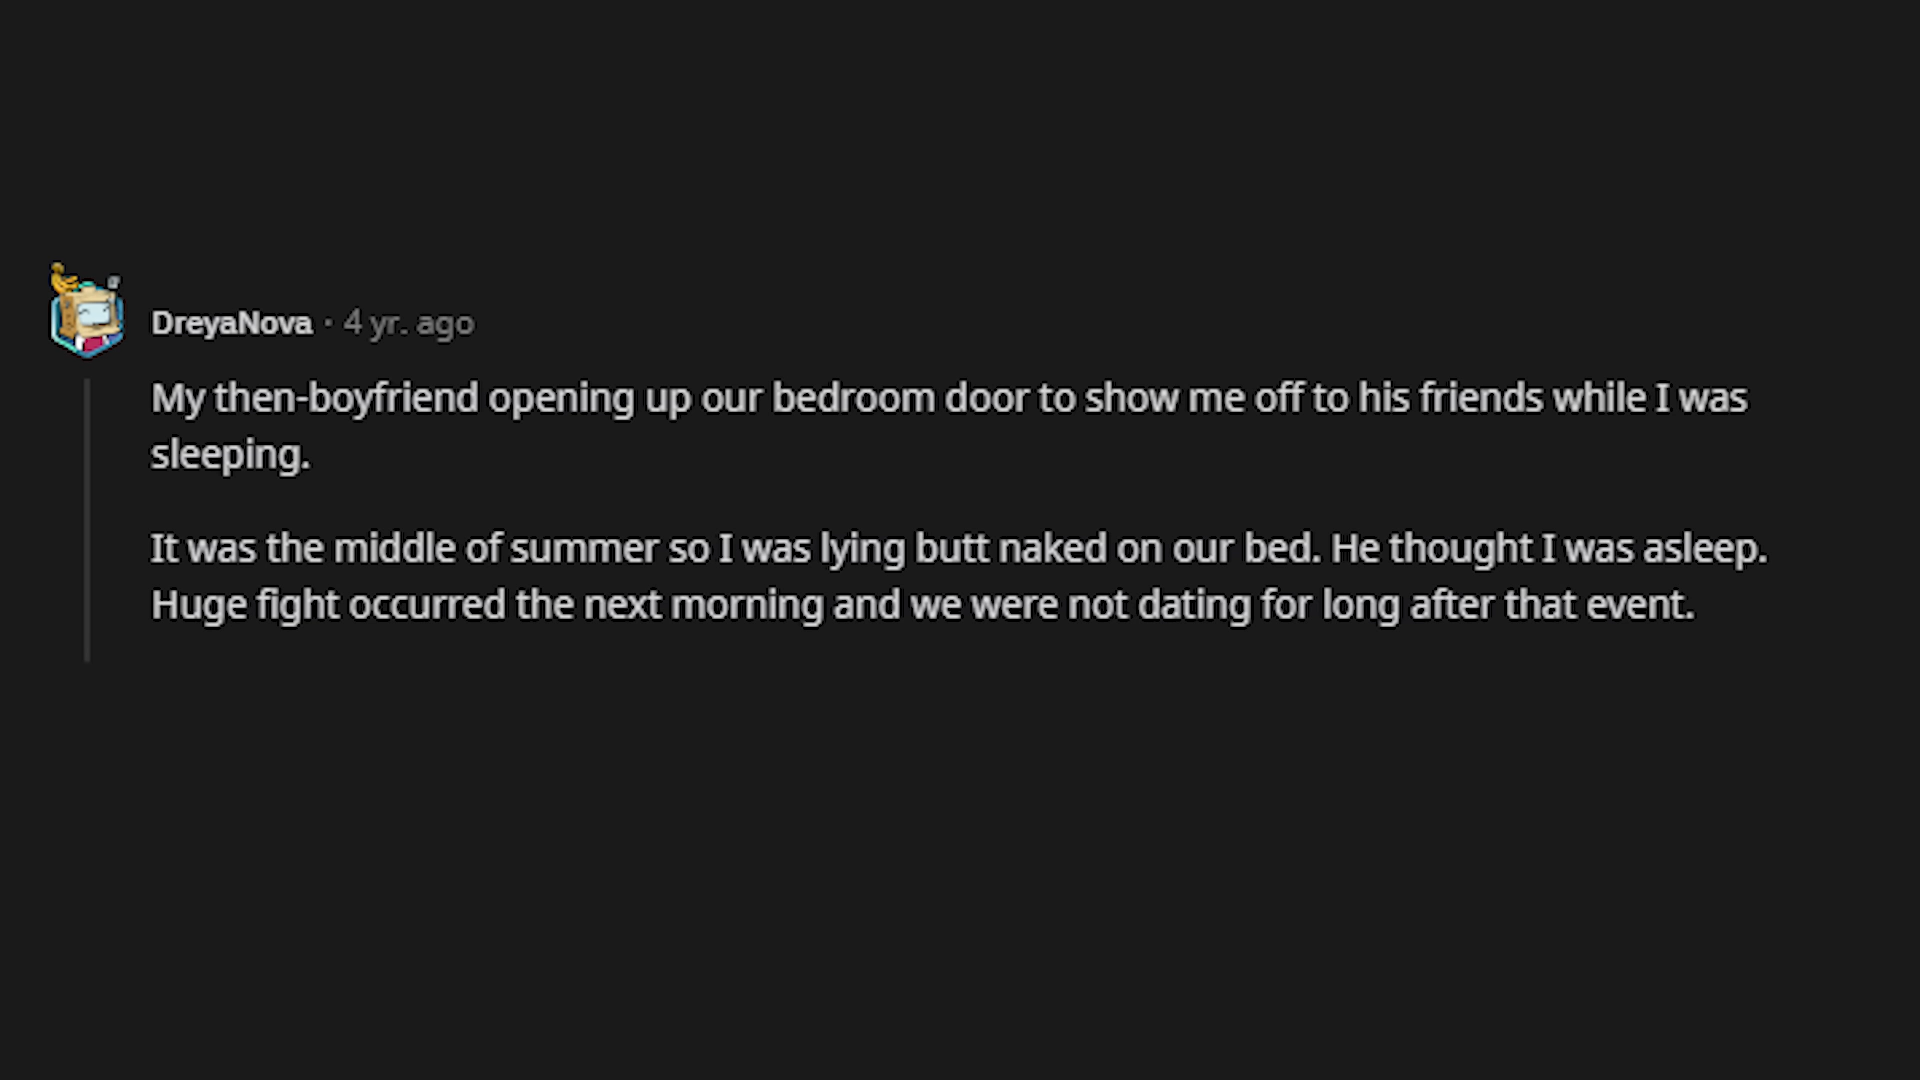 DreyaNova · 4 yr. ago
My then-boyfriend opening up our bedroom door to show me off to his friends while I was
sleeping.
It was the middle of summer so I was lying butt naked on our bed. He thought I was asleep.
Huge fight occurred the next morning and we were not dating for long after that event.